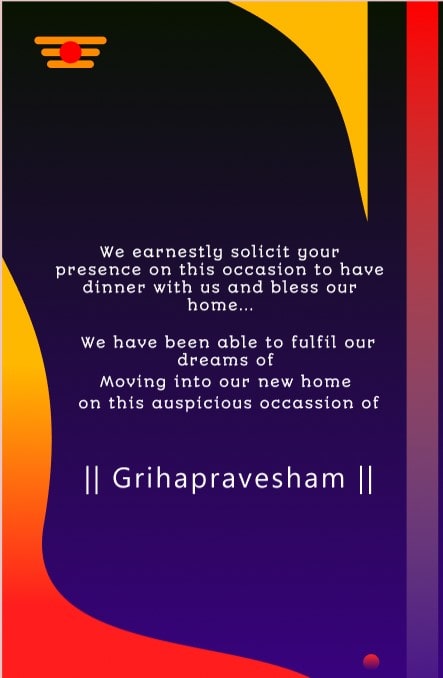 We earnestly solicit your
presence on this occasion to have
dinner with us and bless our
home...
We have been able to fulfil our
dreams of
Moving into our new home
on this auspicious occassion of
|| Grihapravesham ||